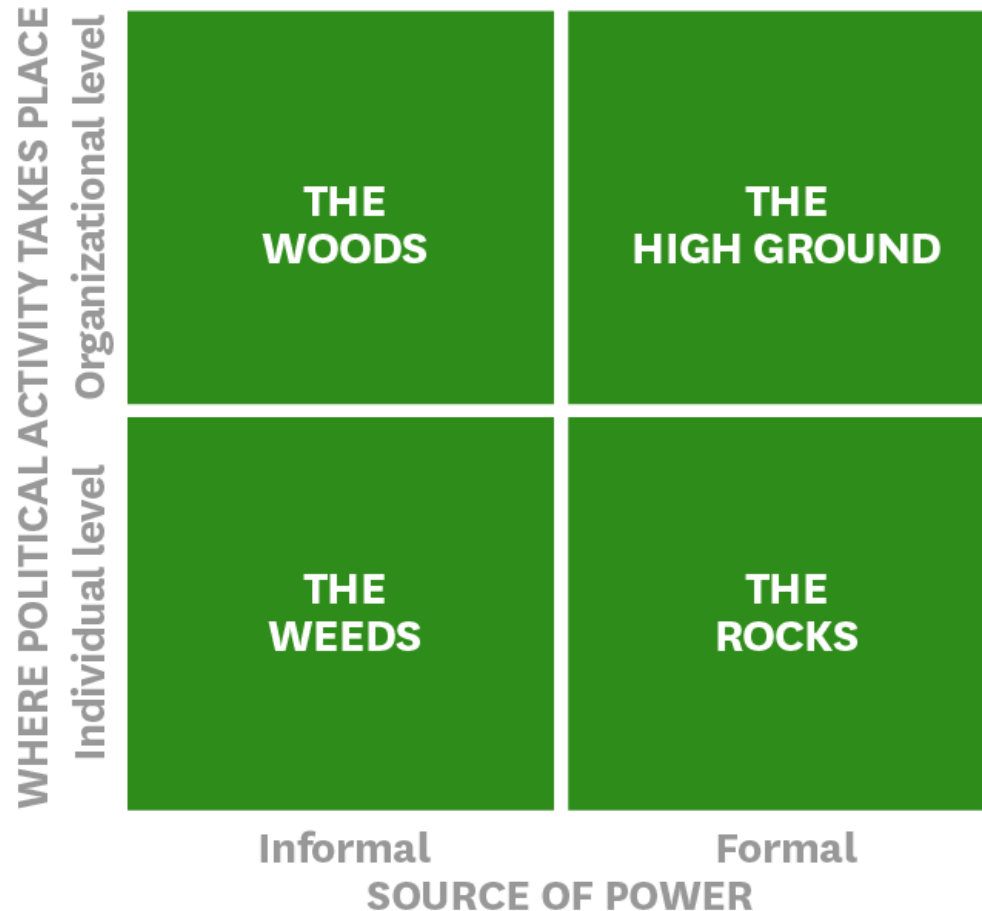 WHERE POLITICAL ACTIVITY TAKES PLACE
Organizational level
Individual level
THE
WOODS
THE
HIGH GROUND
THE
WEEDS
THE
ROCKS
Informal
Formal
SOURCE OF POWER